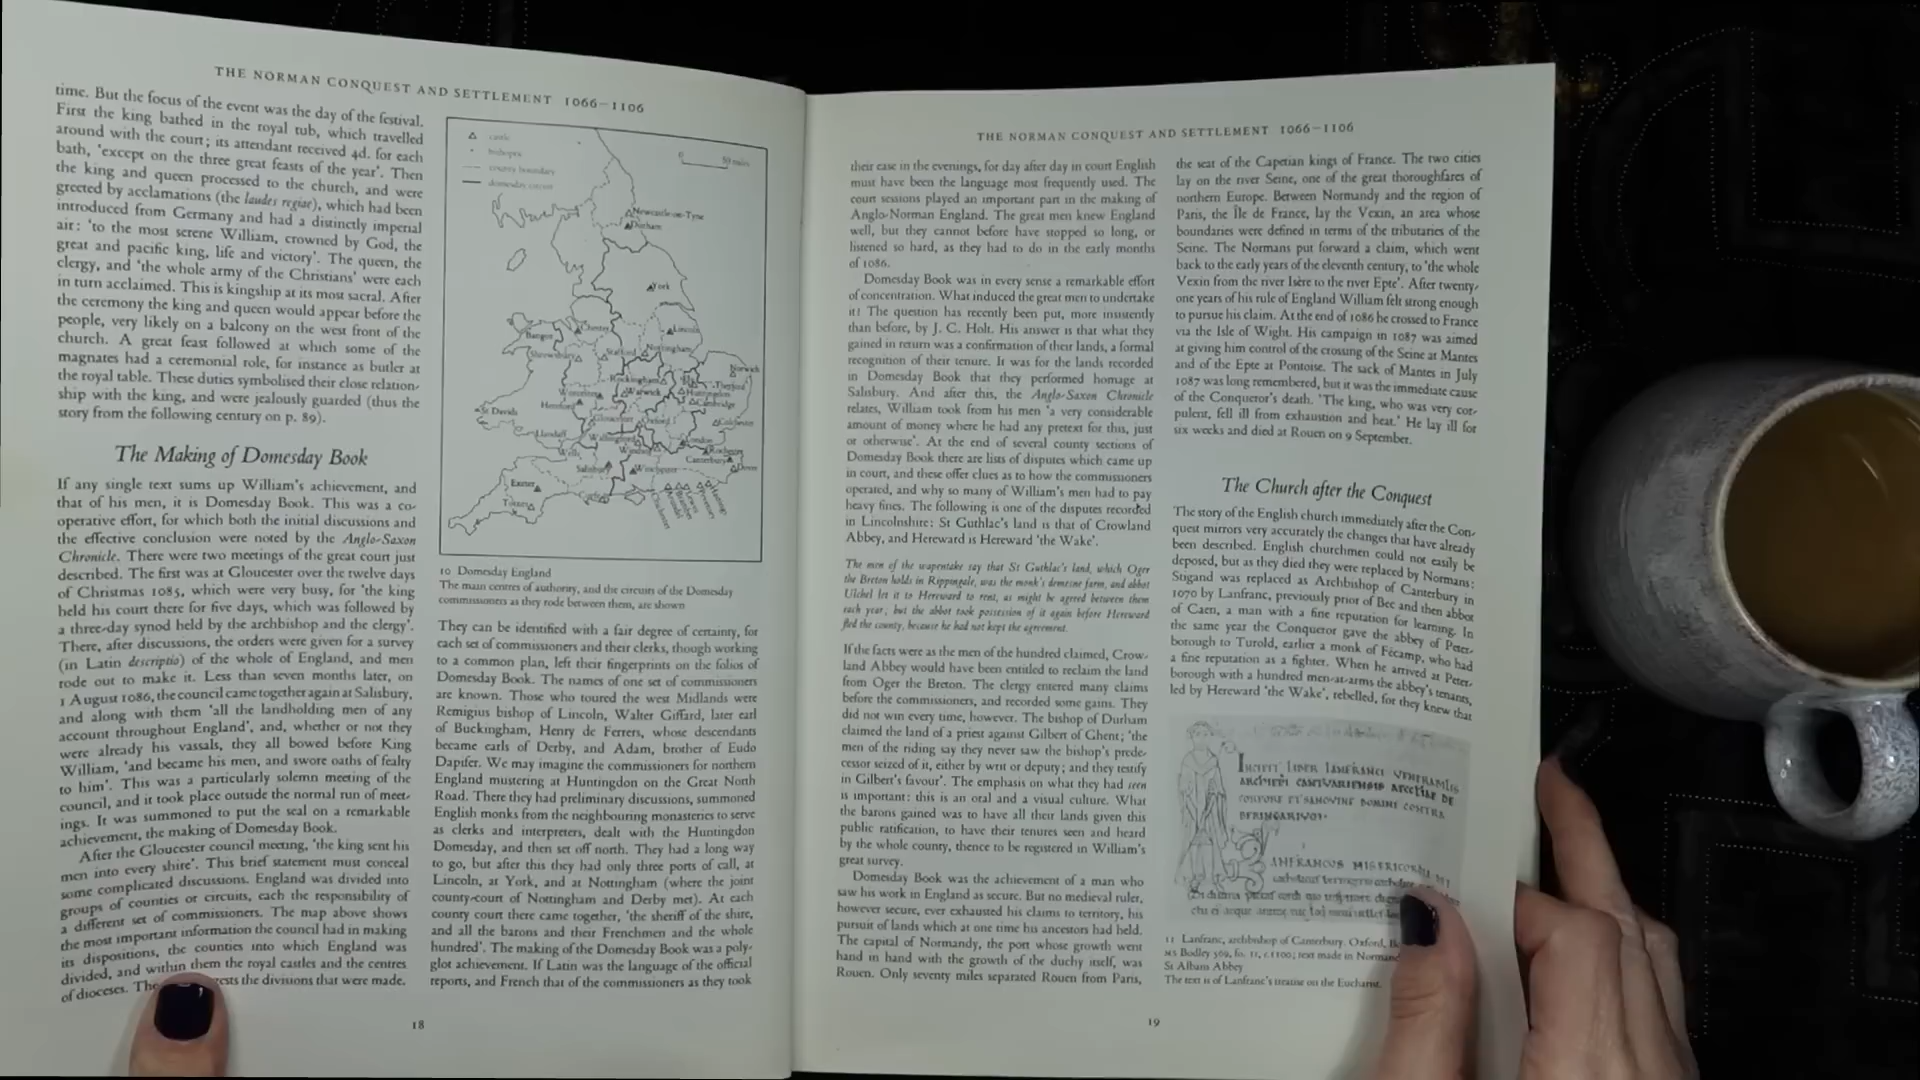 THE NORMAN CONQUEST AND SETTLEMENT 1066–1106
time. But the focus of the event was the day of the festival.
First the king bathed in the royal tub, which travelled
around with the court; its attendant received 4d. for each
bath, 'except on the three great feasts of the year'. Then
the king and queen processed to the church, and were
greeted by acclamations (the laudes regiae), which had been
introduced from Germany and had a distinctly imperial
air: 'to the most serene William, crowned by God, the
great and pacific king, life and victory'. The queen, the
clergy, and 'the whole army of the Christians' were each
in turn acclaimed. This is kingship at its most sacral. After
the ceremony the king and queen would appear before the
people, very likely on a balcony on the west front of the
church. A great feast followed at which some of the
magnates had a ceremonial role, for instance as butler at
the royal table. These duties symbolised their close relation-
ship with the king, and were jealously guarded (thus the
story from the following century on p. 89).
The Making of Domesday Book
If any single text sums up William's achievement, and
that of his men, it is Domesday Book. This was a co-
operative effort, for which both the initial discussions and
the effective conclusion were noted by the Anglo-Saxon
Chronicle. There were two meetings of the great court just
described. The first was at Gloucester over the twelve days
of Christmas 1085, which were very busy, for 'the king
held his court there for five days, which was followed by
a three-day synod held by the archbishop and the clergy'.
There, after discussions, the orders were given for a survey
(in Latin descriptio) of the whole of England, and men
rode out to make it. Less than seven months later, on
1 August 1086, the council came together again at Salisbury,
and along with them 'all the landholding men of any
account throughout England', and, whether or not they
were already his vassals, they all bowed before King
William, 'and became his men, and swore oaths of fealty
to him'. This was a particularly solemn meeting of the
council, and it took place outside the normal run of meet-
ings. It was summoned to put the seal on a remarkable
achievement, the making of Domesday Book.
After the Gloucester council meeting, 'the king sent his
men into every shire'. This brief statement must conceal
some complicated discussions. England was divided into
groups of counties or circuits, each the responsibility of
a different set of commissioners. The map above shows
the most important information the council had in making
its dispositions, the counties into which England was
divided, and within them the royal castles and the centres
of dioceses. The divisions that were made.
castle
bishopric
county boundary
domesday circuit
0 50 miles
Newcastle-on-Tyne
Durham
York
Chester
Lincoln
Bangor
Nottingham
Shrewsbury
Stafford
Norwich
Rockingham
Ely
Thetford
Worcester
Warwick
Huntingdon
Hereford
Cambridge
St Davids
Gloucester
Oxford
Colchester
Llandaff
Wallingford
London
Wells
Windsor
Rochester
Canterbury
Dover
Salisbury
Winchester
Exeter
Corfe
Totnes
Chichester
Arundel
Bramber
Lewes
Pevensey
Hastings
10 Domesday England
The main centres of authority, and the circuits of the Domesday
commissioners as they rode between them, are shown
They can be identified with a fair degree of certainty, for
each set of commissioners and their clerks, though working
to a common plan, left their fingerprints on the folios of
Domesday Book. The names of one set of commissioners
are known. Those who toured the west Midlands were
Remigius bishop of Lincoln, Walter Giffard, later earl
of Buckingham, Henry de Ferrers, whose descendants
became earls of Derby, and Adam, brother of Eudo
Dapifer. We may imagine the commissioners for northern
England mustering at Huntingdon on the Great North
Road. There they had preliminary discussions, summoned
English monks from the neighbouring monasteries to serve
as clerks and interpreters, dealt with the Huntingdon
Domesday, and then set off north. They had a long way
to go, but after this they had only three ports of call, at
Lincoln, at York, and at Nottingham (where the joint
county-court of Nottingham and Derby met). At each
county court there came together, 'the sheriff of the shire,
and all the barons and their Frenchmen and the whole
hundred'. The making of the Domesday Book was a poly-
glot achievement. If Latin was the language of the official
reports, and French that of the commissioners as they took
18
THE NORMAN CONQUEST AND SETTLEMENT 1066–1106
their ease in the evenings, for day after day in court English
must have been the language most frequently used. The
court sessions played an important part in the making of
Anglo-Norman England. The great men knew England
well, but they cannot before have stopped so long, or
listened so hard, as they had to do in the early months
of 1086.
Domesday Book was in every sense a remarkable effort
of concentration. What induced the great men to undertake
it? The question has recently been put, more insistently
than before, by J. C. Holt. His answer is that what they
gained in return was a confirmation of their lands, a formal
recognition of their tenure. It was for the lands recorded
in Domesday Book that they performed homage at
Salisbury. And after this, the Anglo-Saxon Chronicle
relates, William took from his men 'a very considerable
amount of money where he had any pretext for this, just
or otherwise'. At the end of several county sections of
Domesday Book there are lists of disputes which came up
in court, and these offer clues as to how the commissioners
operated, and why so many of William's men had to pay
heavy fines. The following is one of the disputes recorded
in Lincolnshire: St Guthlac's land is that of Crowland
Abbey, and Hereward is Hereward 'the Wake'.
The men of the wapentake say that St Guthlac's land, which Oger
the Breton holds in Rippingale, was the monk's demesne farm, and abbot
Ulchel let it to Hereward to rent, as might be agreed between them
each year; but the abbot took possession of it again before Hereward
fled the county, because he had not kept the agreement.
If the facts were as the men of the hundred claimed, Crow-
land Abbey would have been entitled to reclaim the land
from Oger the Breton. The clergy entered many claims
before the commissioners, and recorded some gains. They
did not win every time, however. The bishop of Durham
claimed the land of a priest against Gilbert of Ghent; 'the
men of the riding say they never saw the bishop's prede-
cessor seized of it, either by writ or deputy; and they testify
in Gilbert's favour'. The emphasis on what they had seen
is important: this is an oral and a visual culture. What
the barons gained was to have all their lands given this
public ratification, to have their tenures seen and heard
by the whole county, thence to be registered in William's
great survey.
Domesday Book was the achievement of a man who
saw his work in England as secure. But no medieval ruler,
however secure, ever exhausted his claims to territory, his
pursuit of lands which at one time his ancestors had held.
The capital of Normandy, the port whose growth went
hand in hand with the growth of the duchy itself, was
Rouen. Only seventy miles separated Rouen from Paris,
the seat of the Capetian kings of France. The two cities
lay on the river Seine, one of the great thoroughfares of
northern Europe. Between Normandy and the region of
Paris, the Île de France, lay the Vexin, an area whose
boundaries were defined in terms of the tributaries of the
Seine. The Normans put forward a claim, which went
back to the early years of the eleventh century, to 'the whole
Vexin from the river Isère to the river Epte'. After twenty-
one years of his rule of England William felt strong enough
to pursue his claim. At the end of 1086 he crossed to France
via the Isle of Wight. His campaign in 1087 was aimed
at giving him control of the crossing of the Seine at Mantes
and of the Epte at Pontoise. The sack of Mantes in July
1087 was long remembered, but it was the immediate cause
of the Conqueror's death. 'The king, who was very cor-
pulent, fell ill from exhaustion and heat.' He lay ill for
six weeks and died at Rouen on 9 September.
The Church after the Conquest
The story of the English church immediately after the Con-
quest mirrors very accurately the changes that have already
been described. English churchmen could not easily be
deposed, but as they died they were replaced by Normans:
Stigand was replaced as Archbishop of Canterbury in
1070 by Lanfranc, previously prior of Bec and then abbot
of Caen, a man with a fine reputation for learning. In
the same year the Conqueror gave the abbey of Peter-
borough to Turold, earlier a monk of Fécamp, who had
a fine reputation as a fighter. When he arrived at Peter-
borough with a hundred men-at-arms the abbey's tenants,
led by Hereward 'the Wake', rebelled, for they knew that
INCIPIT LIBER LANFRANCI VENERABILIS
CORPORE ET SANGUINE DOMINI CONTRA
BERINGARIVM
ANFRANCUS MISERICORDIA
11 Lanfranc, archbishop of Canterbury. Oxford,
MS Bodley 569, fo. 11, c.1100; text made in
St Albans Abbey
The text is of Lanfranc's treatise on the Eucharist.
19